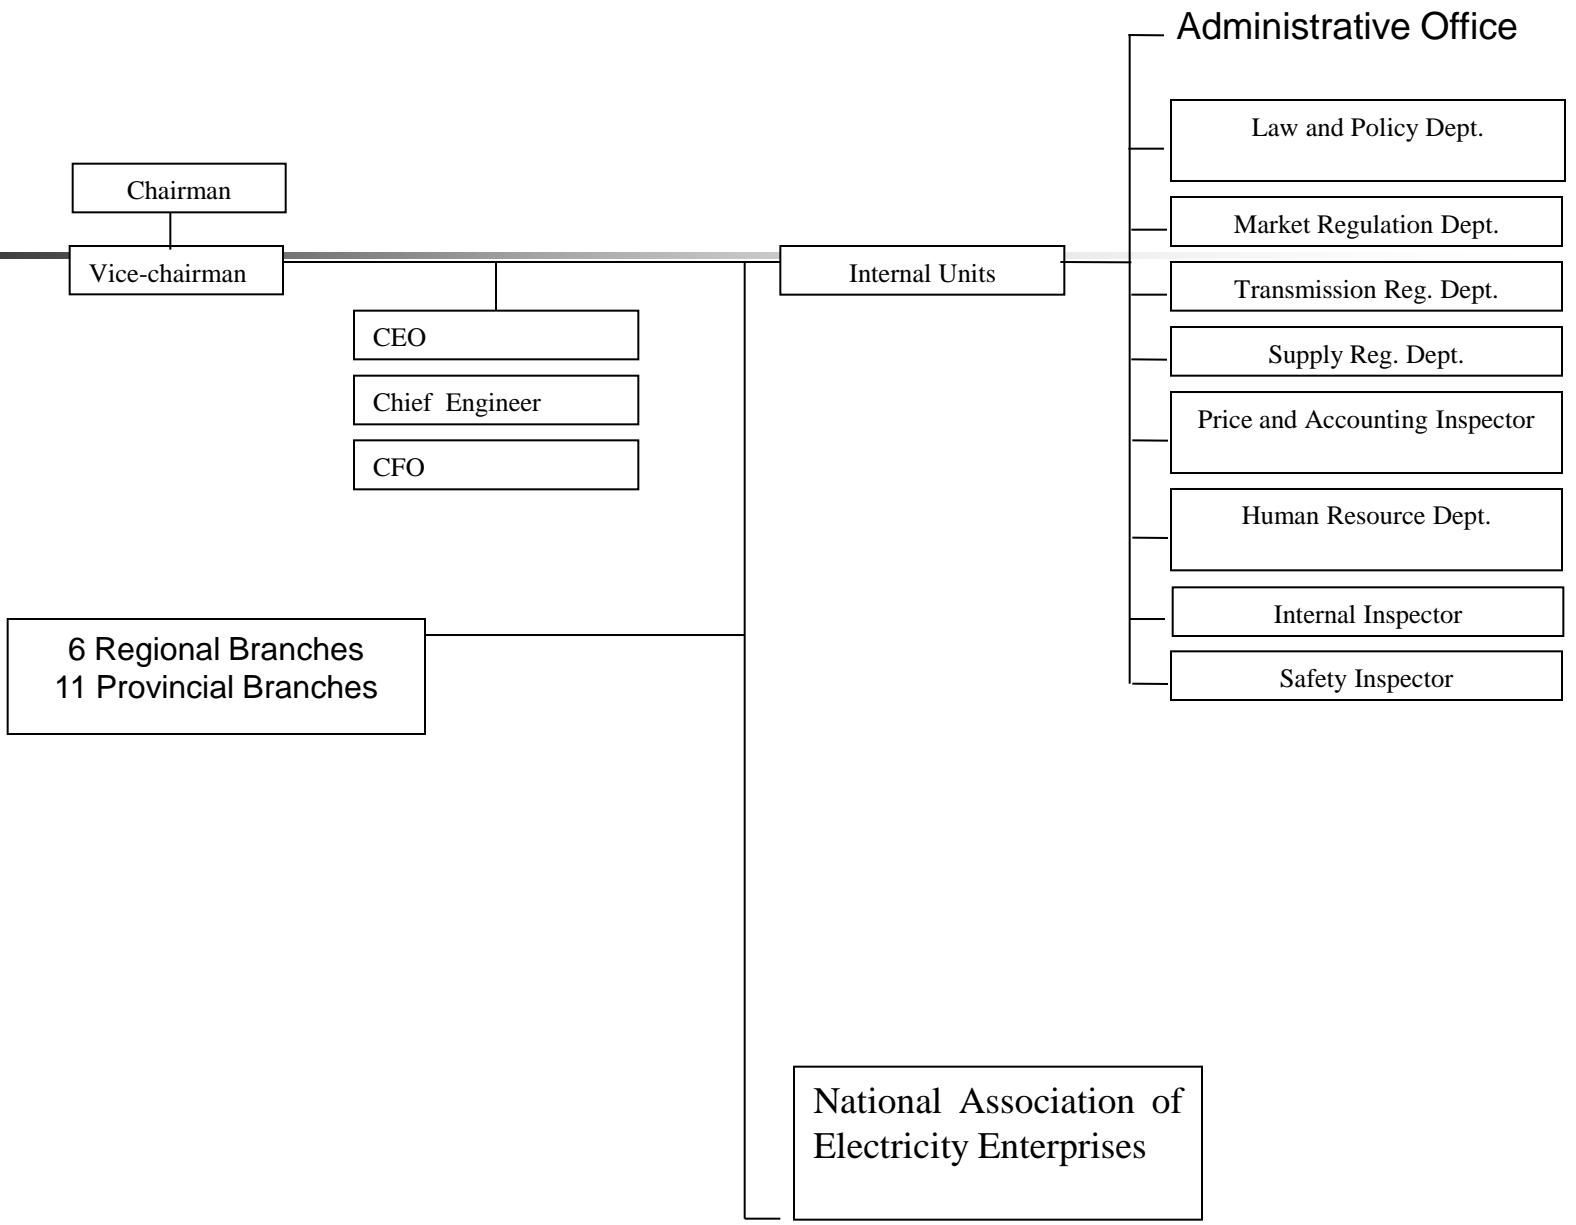 Administrative Office
Law and Policy Dept.
Chairman
Market Regulation Dept.
Vice-chairman
Internal Units
Transmission Reg. Dept.
CEO
Supply Reg. Dept.
Chief Engineer
Price and Accounting Inspector
CFO
Human Resource Dept.
Internal Inspector
6 Regional Branches
11 Provincial Branches
Safety Inspector
National Association of
Electricity Enterprises